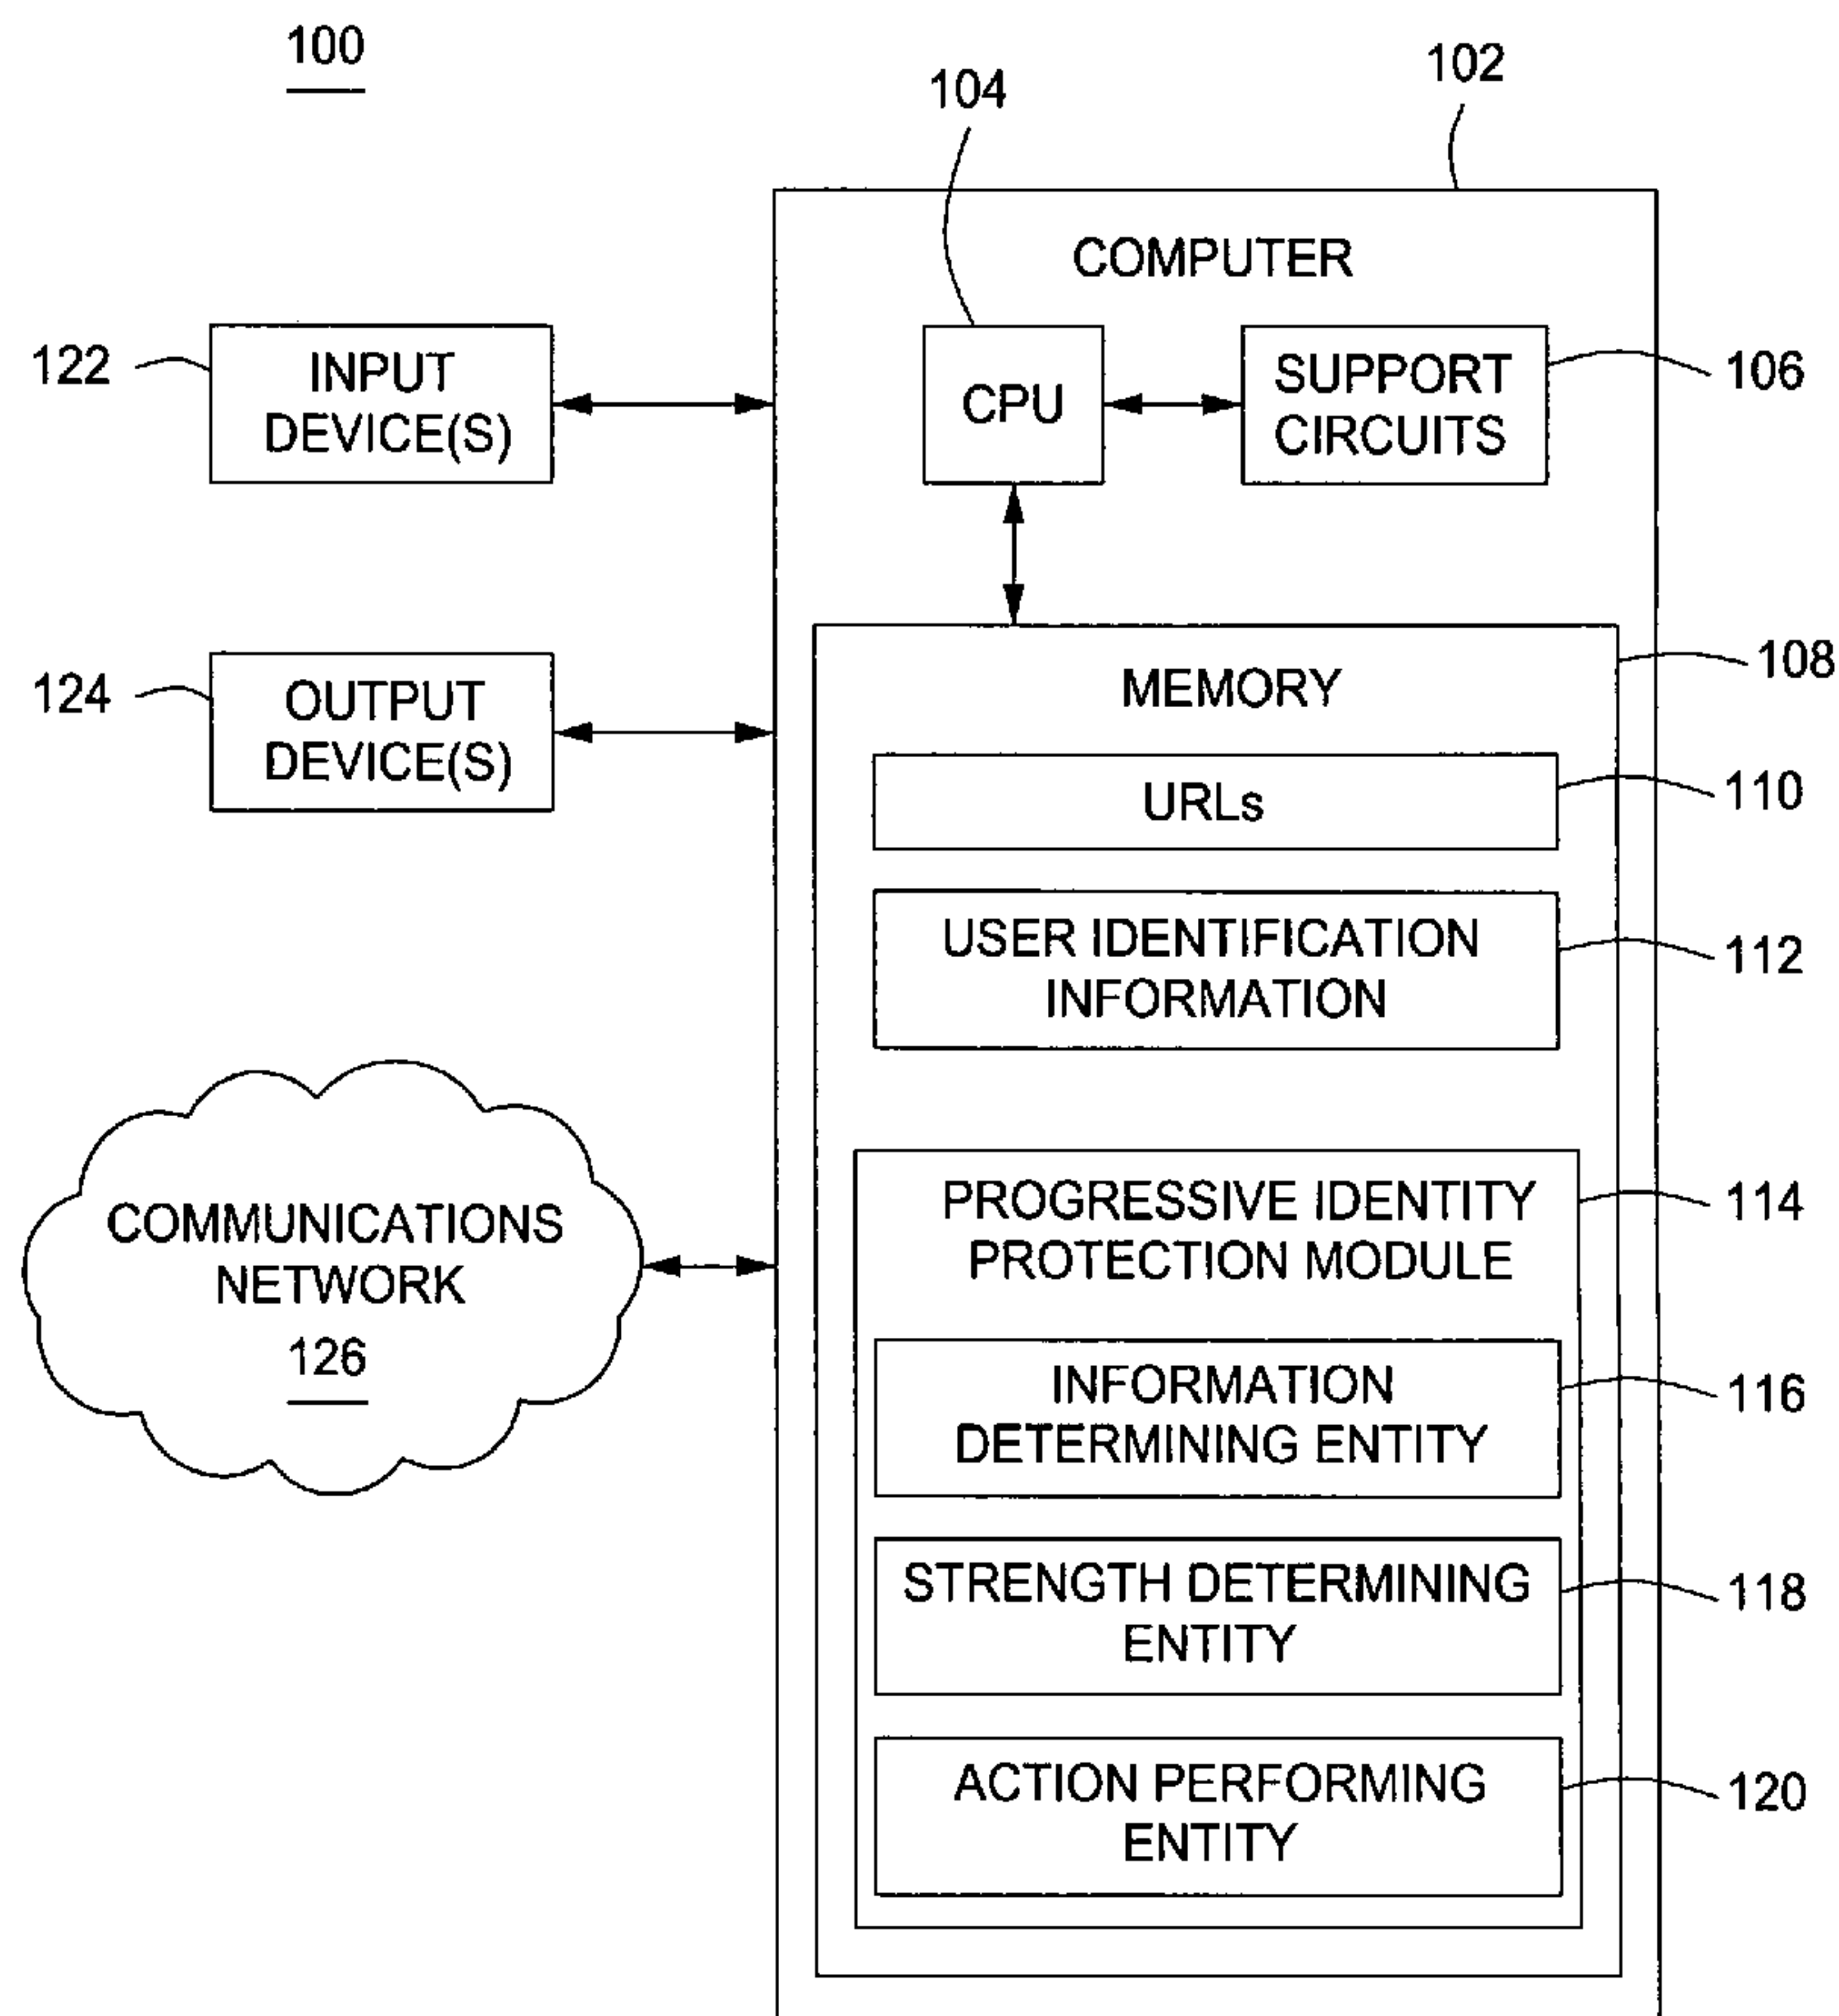 100
102
104
COMPUTER
122
INPUT
DEVICE(S)
CPU
SUPPORT
CIRCUITS
106
124
OUTPUT
DEVICE(S)
MEMORY
108
URLs
110
USER IDENTIFICATION
INFORMATION
112
COMMUNICATIONS
NETWORK
126
PROGRESSIVE IDENTITY
PROTECTION MODULE
114
INFORMATION
DETERMINING ENTITY
116
STRENGTH DETERMINING
ENTITY
118
ACTION PERFORMING
ENTITY
120